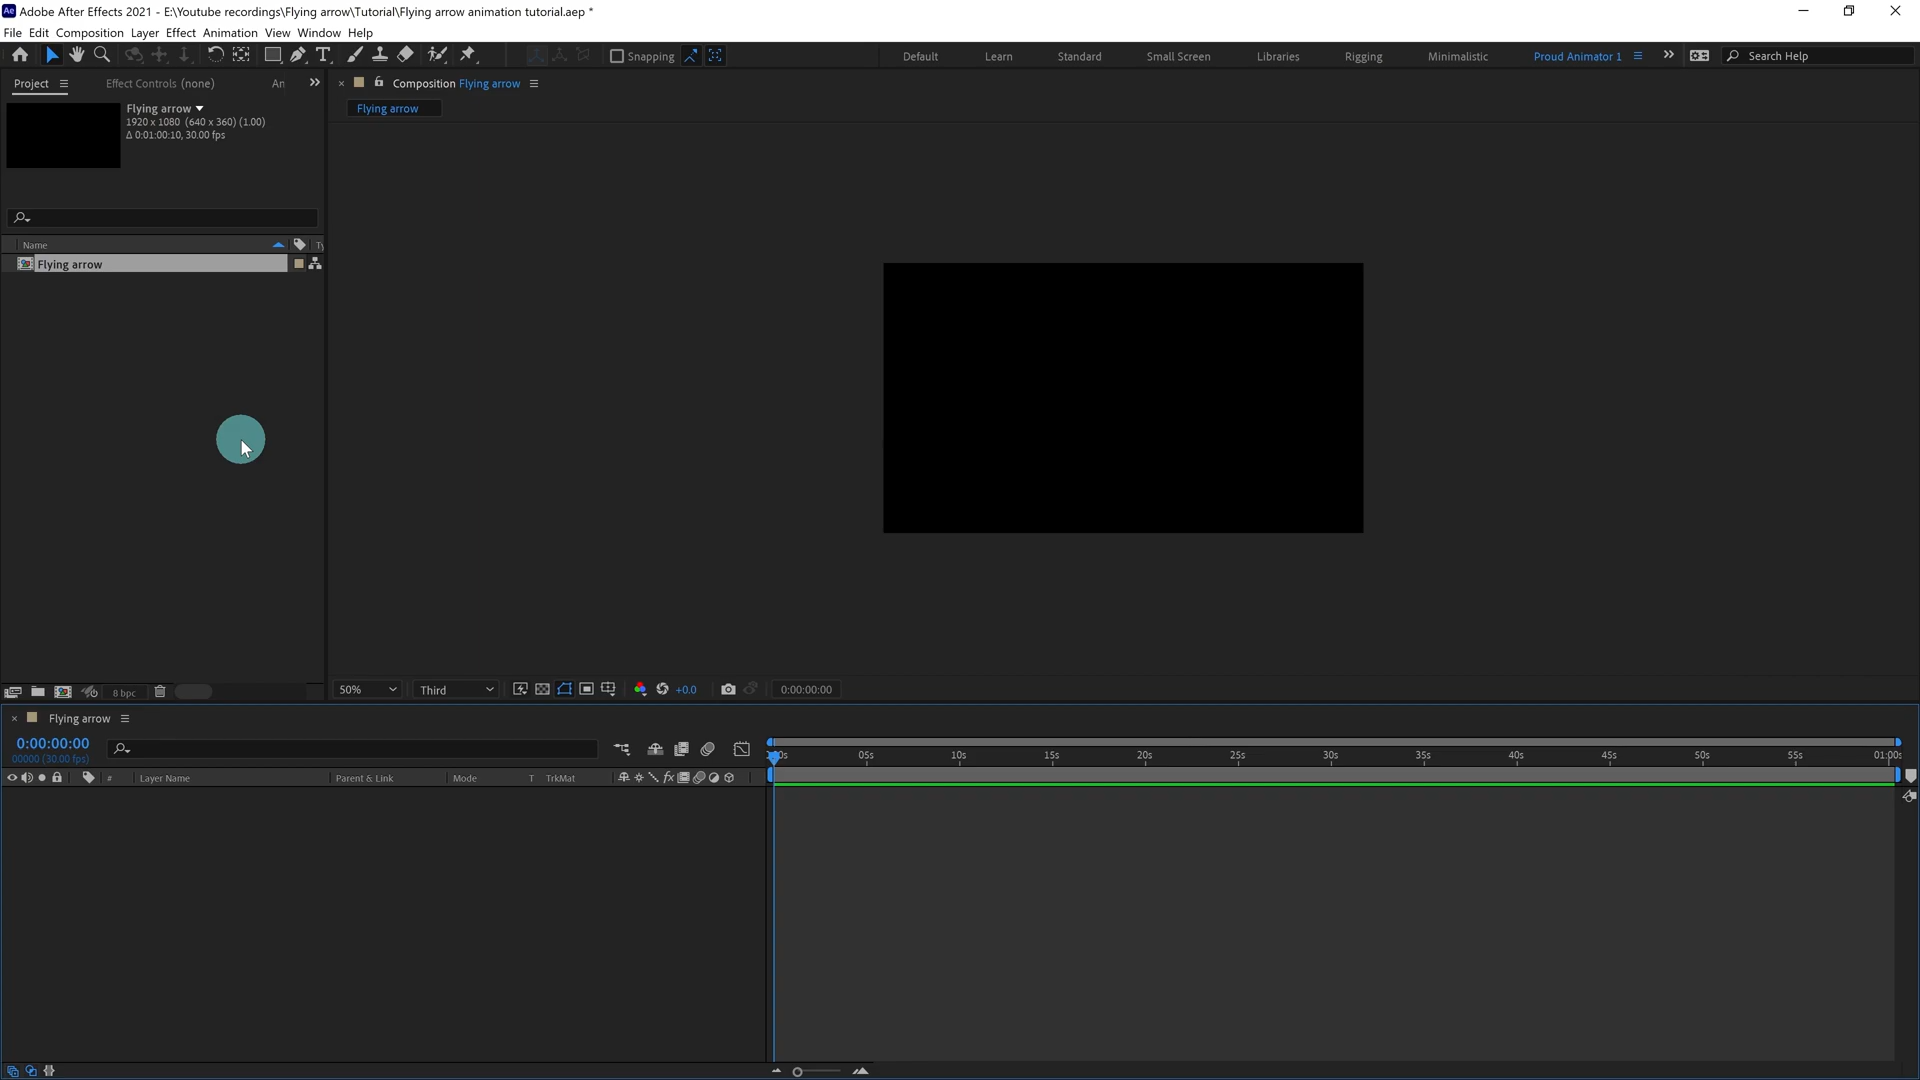 Ae Adobe After Effects 2021 - E:\Youtube recordings\Flying arrow\Tutorial\Flying arrow animation tutorial.aep *
File Edit Composition Layer Effect Animation View Window Help
Snapping Default Learn Standard Small Screen Libraries Rigging Minimalistic Proud Animator 1 Search Help
Project Effect Controls (none) An Composition Flying arrow
Flying arrow
Flying arrow
1920 x 1080 (640 x 360) (1.00)
Δ 0:01:00:10, 30.00 fps
Name Ty
Flying arrow
8 bpc 50% Third +0.0 0:00:00:00
Flying arrow
0:00:00:00
00000 (30.00 fps)
05s 10s 15s 20s 25s 30s 35s 40s 45s 50s 55s 01:00s
# Layer Name Parent & Link Mode T TrkMat